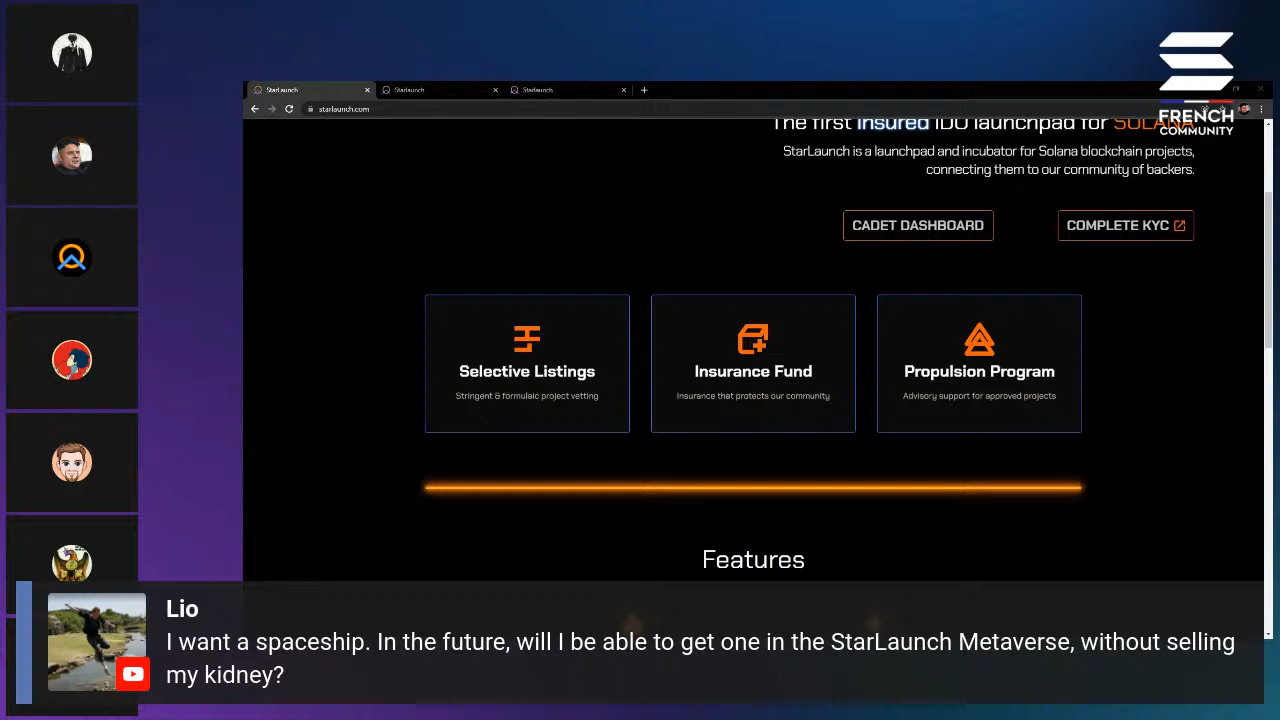 StarLaunch
StarLaunch
StarLaunch
starlaunch.com
The first insured IDO launchpad for SOLANA
StarLaunch is a launchpad and incubator for Solana blockchain projects,
connecting them to our community of backers.
FRENCH
COMMUNITY
CADET DASHBOARD
COMPLETE KYC
Selective Listings
Stringent & formulaic project vetting
Insurance Fund
Insurance that protects our community
Propulsion Program
Advisory support for approved projects
Features
Lio
I want a spaceship. In the future, will I be able to get one in the StarLaunch Metaverse, without selling
my kidney?